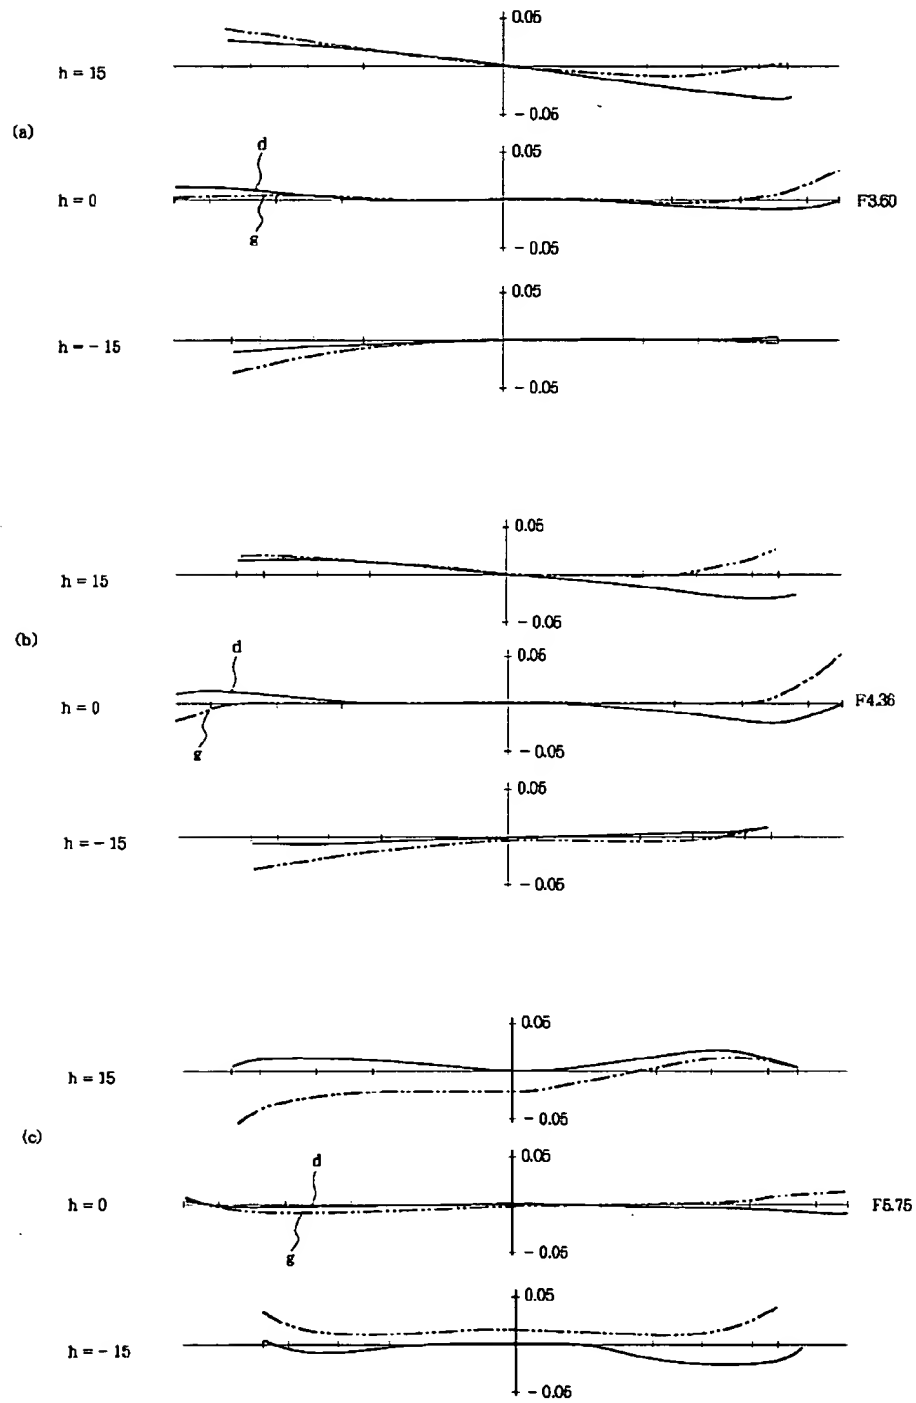 0.05
h = 15
- 0.05
(a)
0.05
d
h = 0
F3.60
g
- 0.05
0.05
h = - 15
- 0.05
0.05
h = 15
- 0.05
(b)
d
0.05
h = 0
F4.36
g
- 0.05
0.05
h = - 15
- 0.05
0.05
h = 15
- 0.05
(c)
0.05
d
h = 0
F5.75
g
- 0.05
0.05
h = - 15
- 0.05